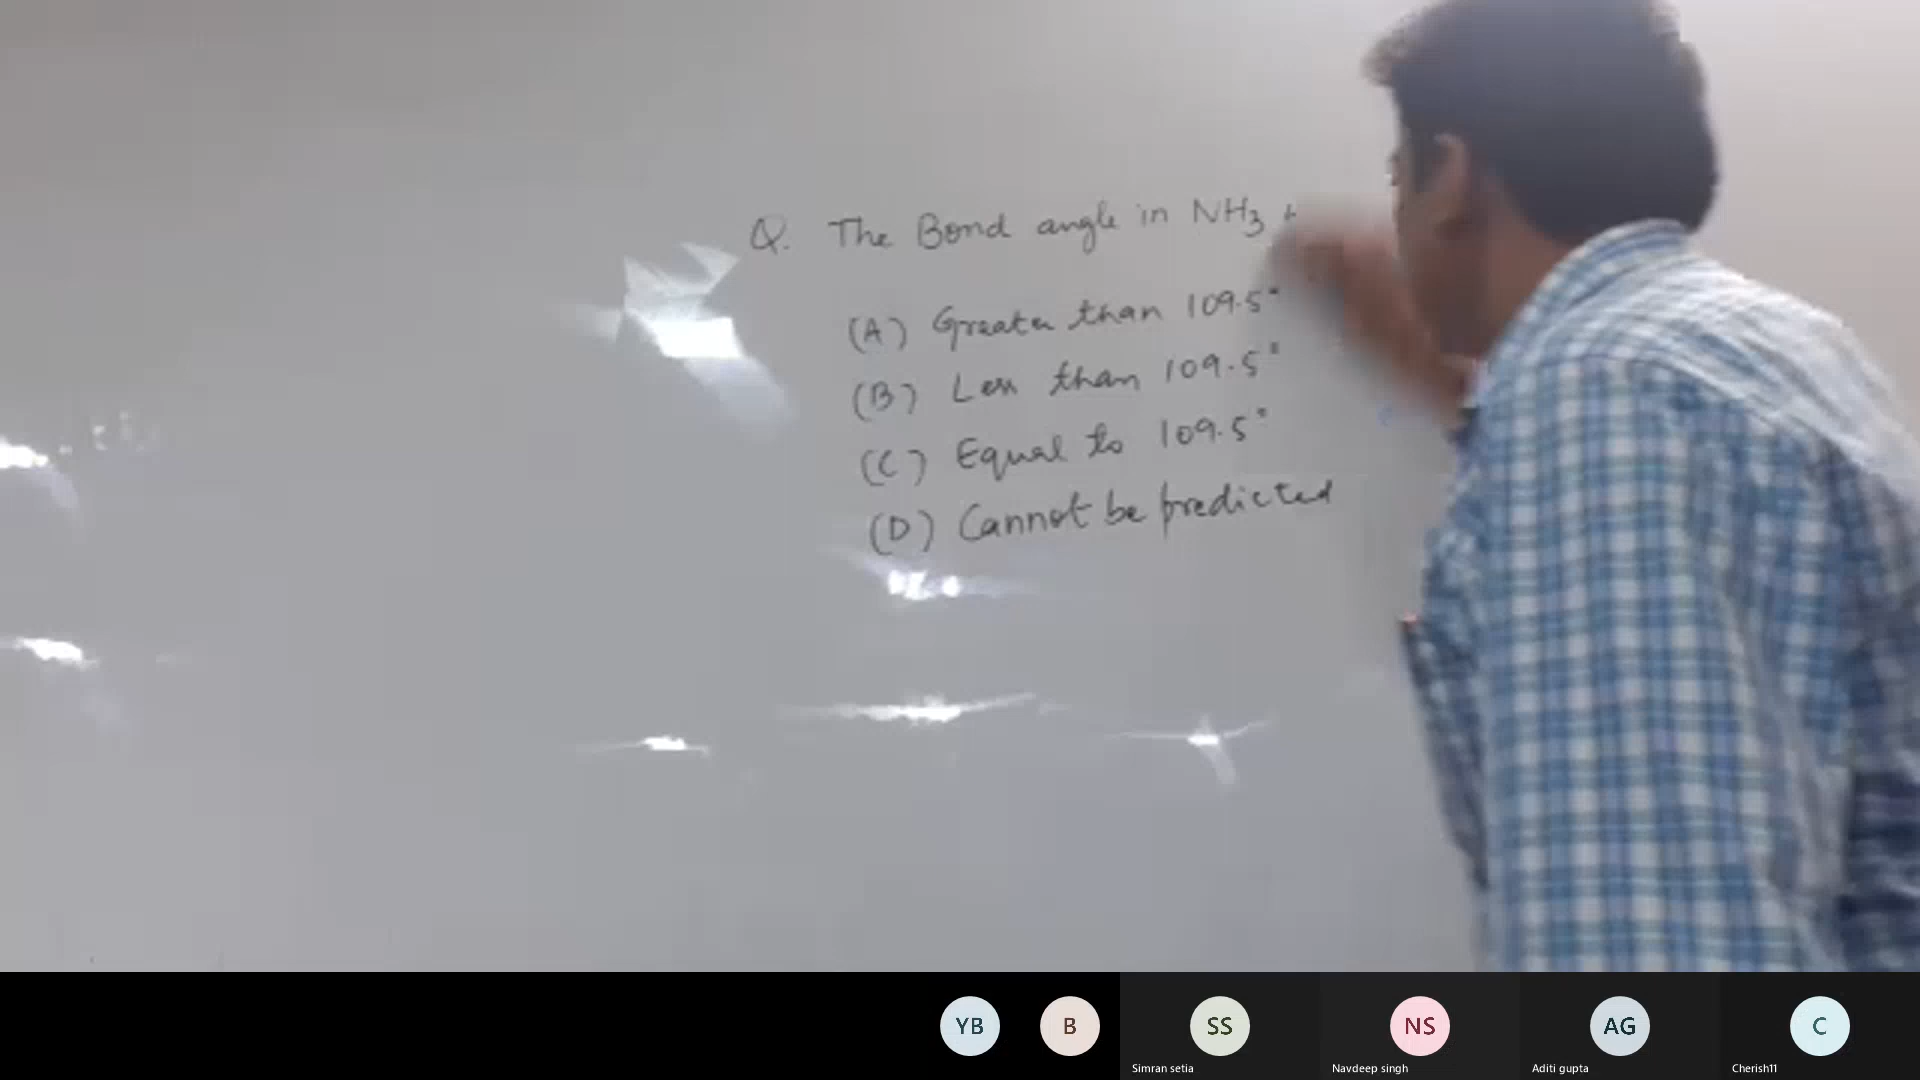 Q. The Bond angle in NH3
(A) Greater than 109.5°
(B) Less than 109.5°
(C) Equal to 109.5°
(D) Cannot be predicted
YB B SS NS AG C
Simran setia Navdeep singh Aditi gupta Cherish11